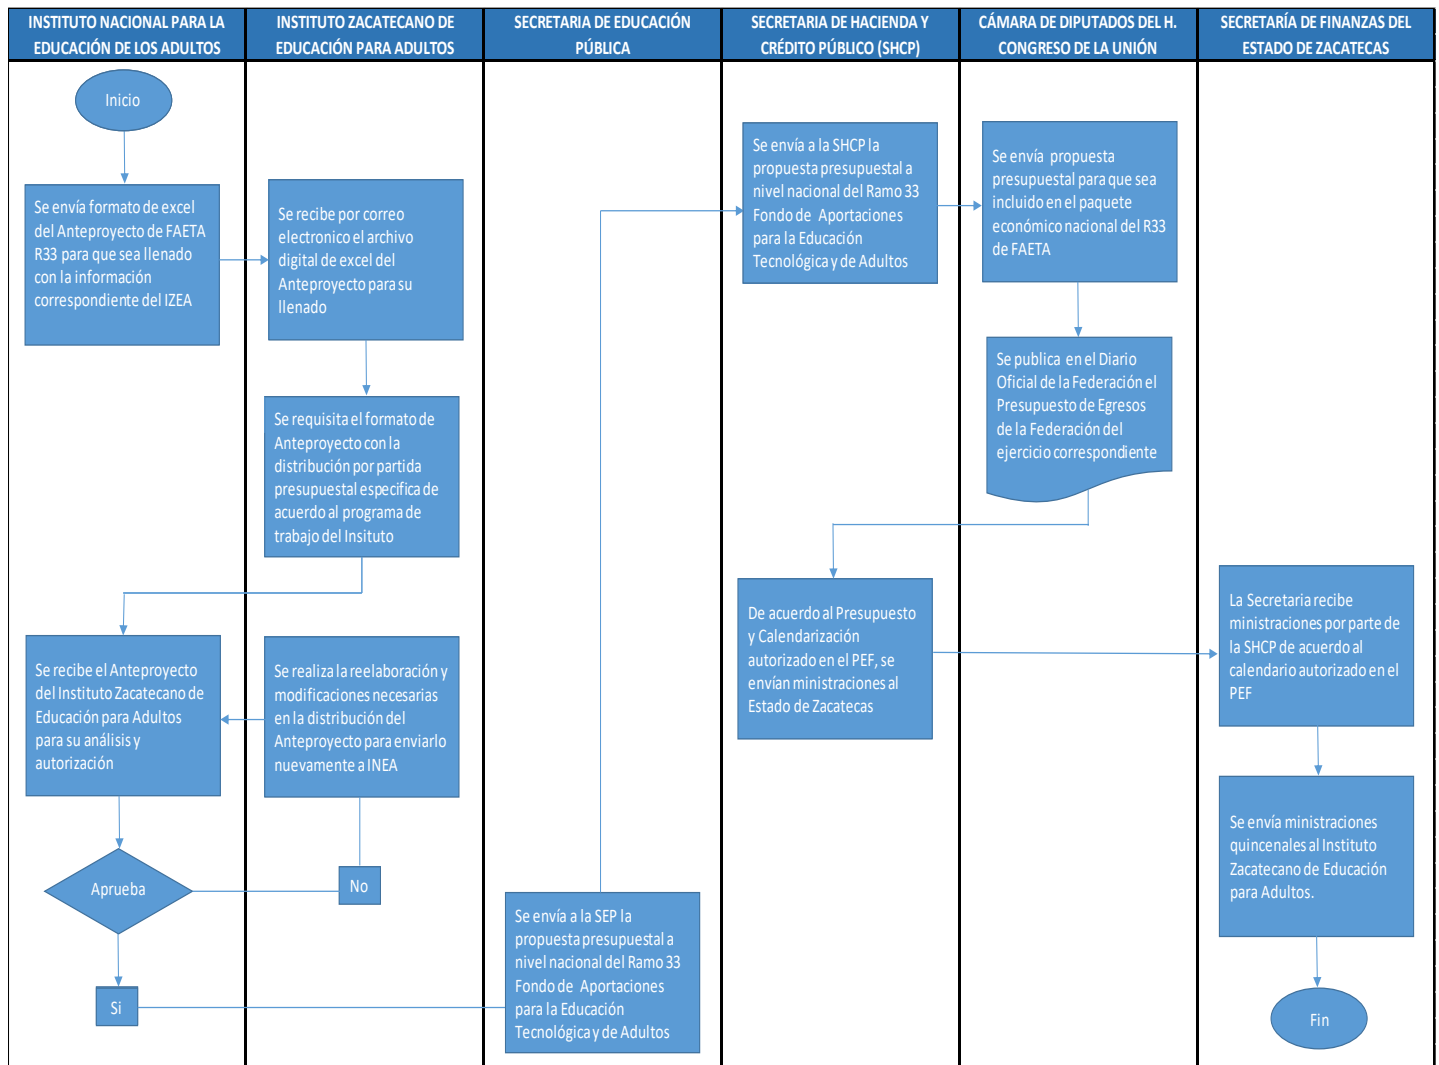 INSTITUTO NACIONAL PARA LA
EDUCACIÓN DE LOS ADULTOS
INSTITUTO ZACATECANO DE
EDUCACIÓN PARA ADULTOS
SECRETARIA DE EDUCACIÓN
PÚBLICA
SECRETARIA DE HACIENDA Y
CRÉDITO PÚBLICO (SHCP)
CÁMARA DE DIPUTADOS DEL H.
CONGRESO DE LA UNIÓN
SECRETARÍA DE FINANZAS DEL
ESTADO DE ZACATECAS
Inicio
Se envía formato de excel
del Anteproyecto de FAETA
R33 para que sea llenado
con la información
correspondiente del IZEA
Se recibe por correo
electronico el archivo
digital de excel del
Anteproyecto para su
llenado
Se requisita el formato de
Anteproyecto con la
distribución por partida
presupuestal especifica de
acuerdo al programa de
trabajo del Insituto
Se recibe el Anteproyecto
del Instituto Zacatecano de
Educación para Adultos
para su análisis y
autorización
Se realiza la reelaboración y
modificaciones necesarias
en la distribución del
Anteproyecto para enviarlo
nuevamente a INEA
Aprueba
No
Si
Se envía a la SEP la
propuesta presupuestal a
nivel nacional del Ramo 33
Fondo de Aportaciones
para la Educación
Tecnológica y de Adultos
Se envía a la SHCP la
propuesta presupuestal a
nivel nacional del Ramo 33
Fondo de Aportaciones
para la Educación
Tecnológica y de Adultos
Se envía propuesta
presupuestal para que sea
incluido en el paquete
económico nacional del R33
de FAETA
Se publica en el Diario
Oficial de la Federación el
Presupuesto de Egresos
de la Federación del
ejercicio correspondiente
De acuerdo al Presupuesto
y Calendarización
autorizado en el PEF, se
envían ministraciones al
Estado de Zacatecas
La Secretaria recibe
ministraciones por parte de
la SHCP de acuerdo al
calendario autorizado en el
PEF
Se envía ministraciones
quincenales al Instituto
Zacatecano de Educación
para Adultos.
Fin